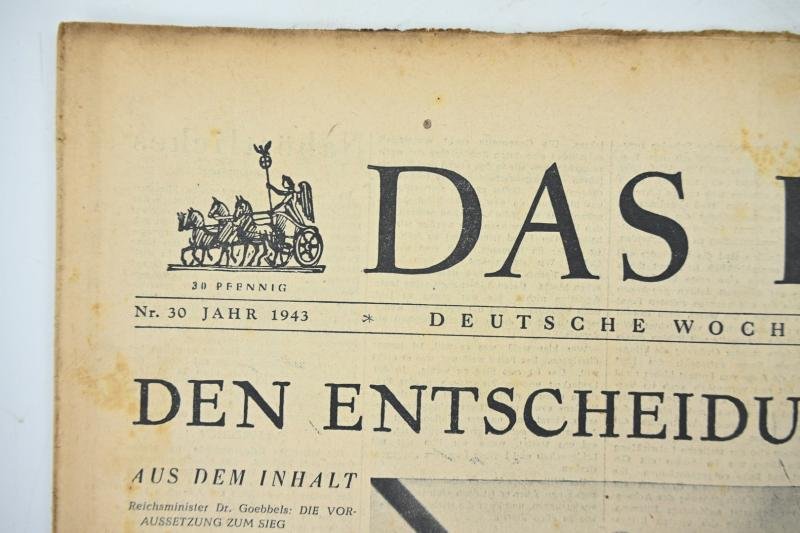 DAS
30 PFENNIG
Nr. 30 JAHR 1943 * DEUTSCHE WOCH
DEN ENTSCHEIDU
AUS DEM INHALT
Reichsminister Dr. Goebbels: DIE VOR-
AUSSETZUNG ZUM SIEG